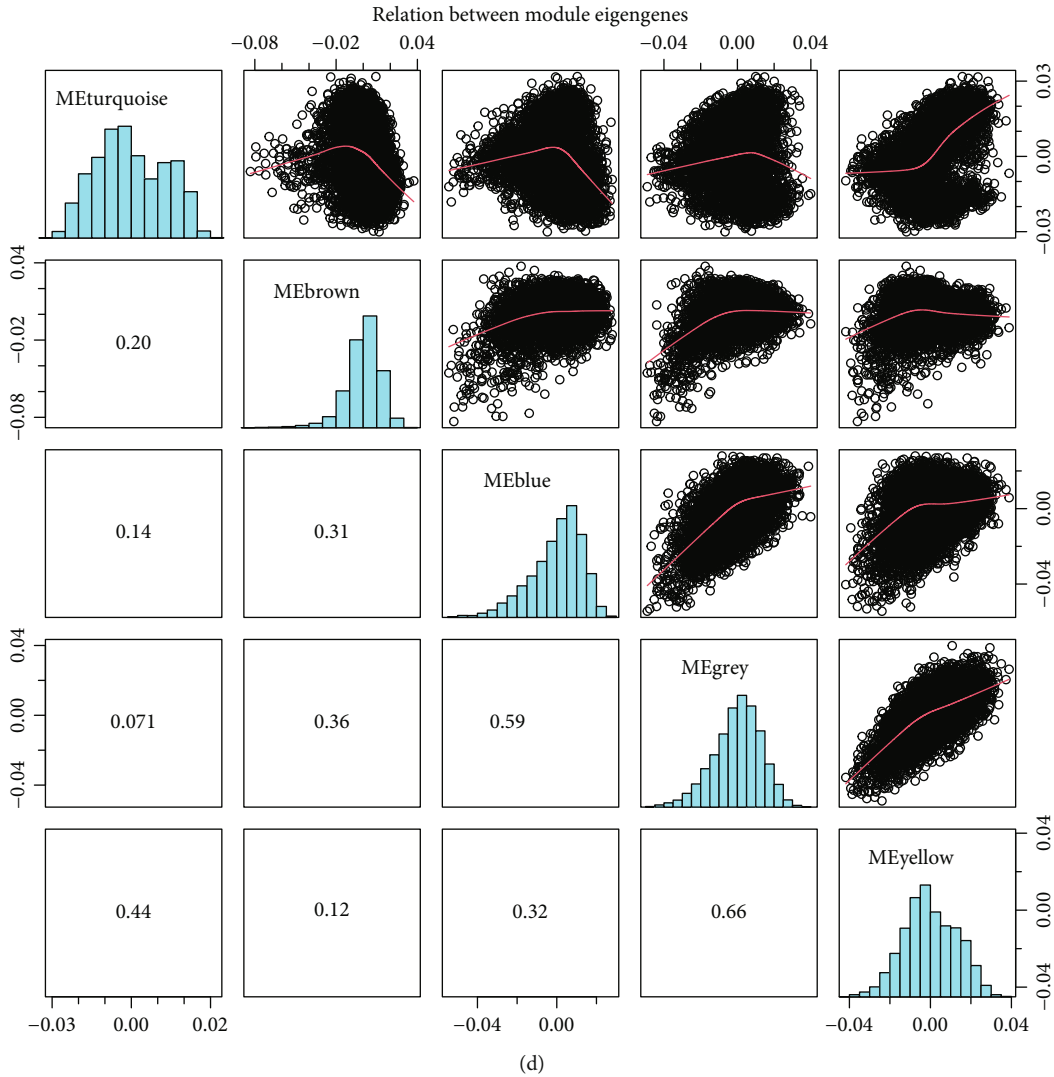 Relation between module eigengenes
−0.08 −0.02 0.04 −0.04 0.00 0.04
MEturquoise
0.03
0.00
−0.03
0.04
−0.02
−0.08
0.20
MEbrown
0.14
0.31
MEblue
0.00
−0.04
0.04
0.00
−0.04
0.071
0.36
0.59
MEgrey
0.44
0.12
0.32
0.66
MEyellow
0.04
0.00
−0.04
−0.03 0.00 0.02 −0.04 0.00 −0.04 0.00 0.04
(d)